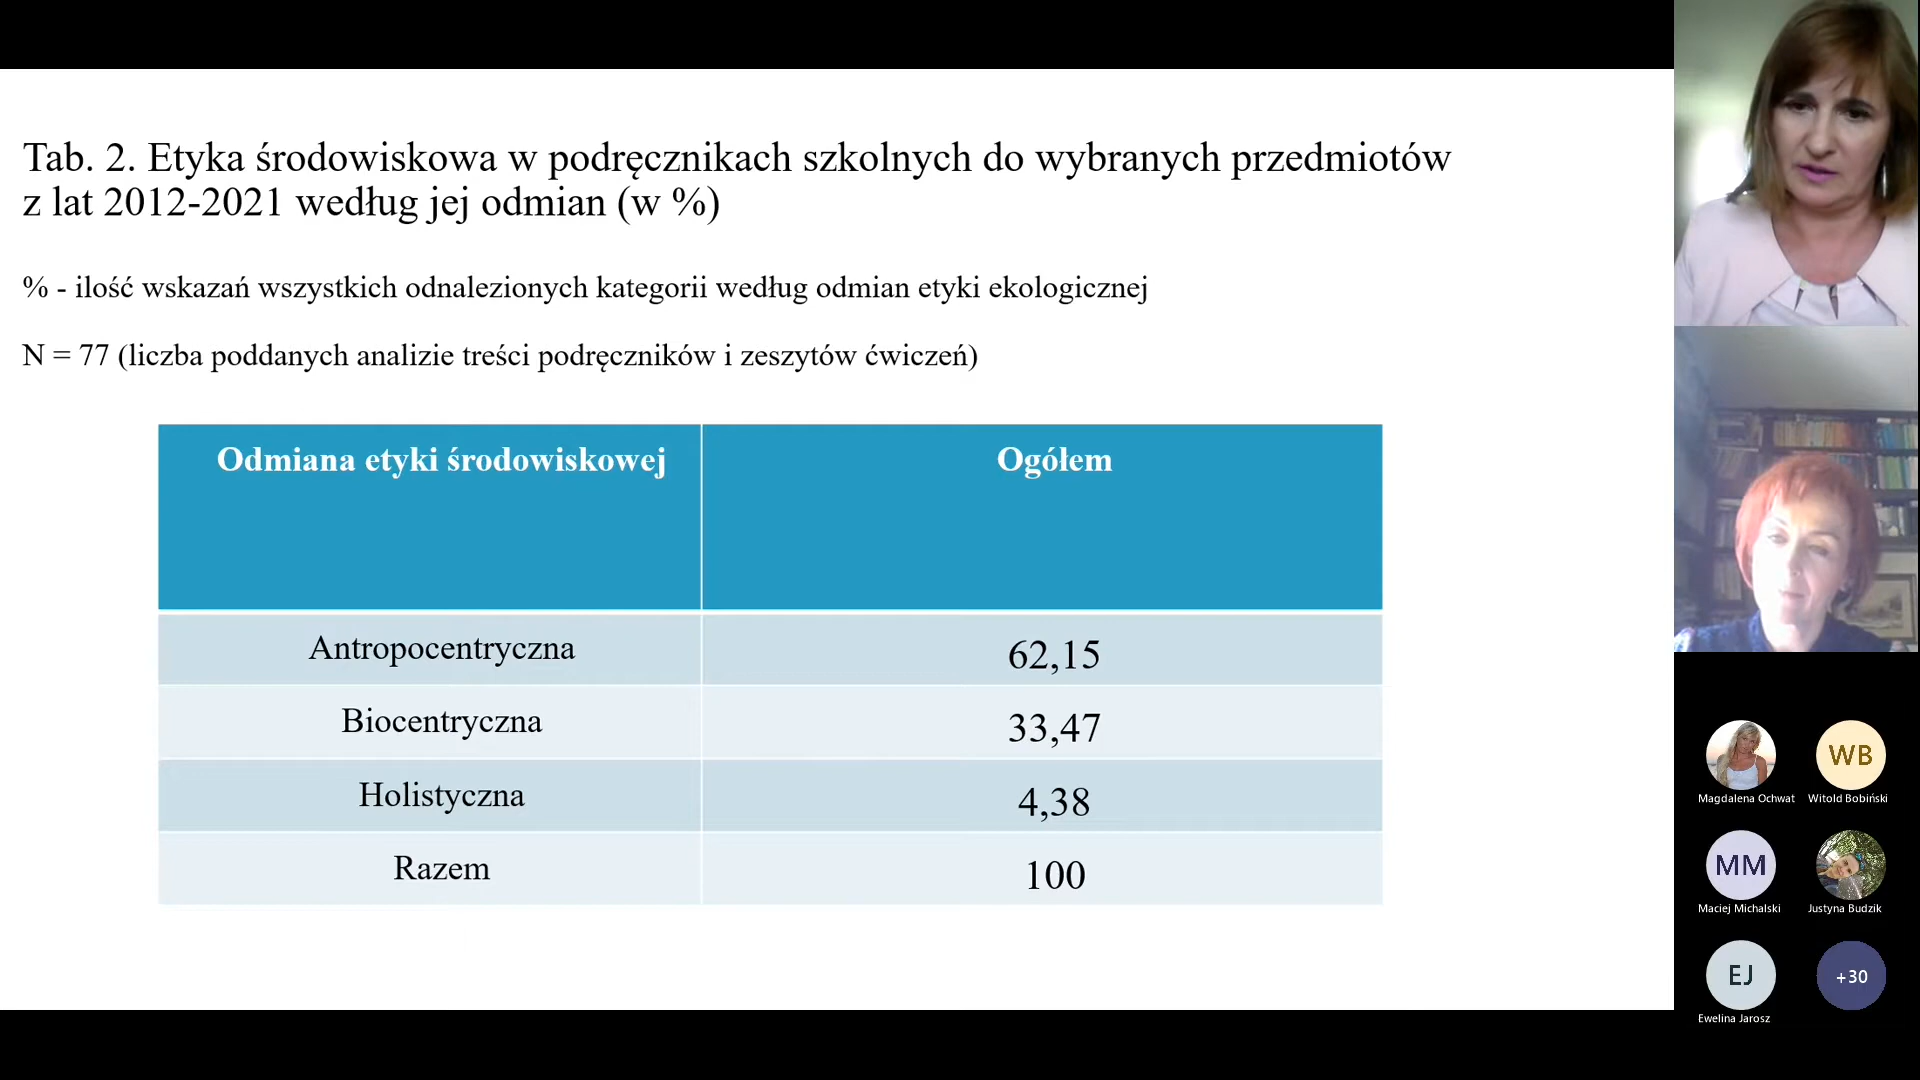 Tab. 2. Etyka środowiskowa w podręcznikach szkolnych do wybranych przedmiotów
z lat 2012-2021 według jej odmian (w %)
% - ilość wskazań wszystkich odnalezionych kategorii według odmian etyki ekologicznej
N = 77 (liczba poddanych analizie treści podręczników i zeszytów ćwiczeń)
Odmiana etyki środowiskowej Ogółem
Antropocentryczna 62,15
Biocentryczna 33,47
Holistyczna 4,38
Razem 100
WB
Magdalena Ochwat Witold Bobiński
MM
Maciej Michalski Justyna Budzik
EJ +30
Ewelina Jarosz